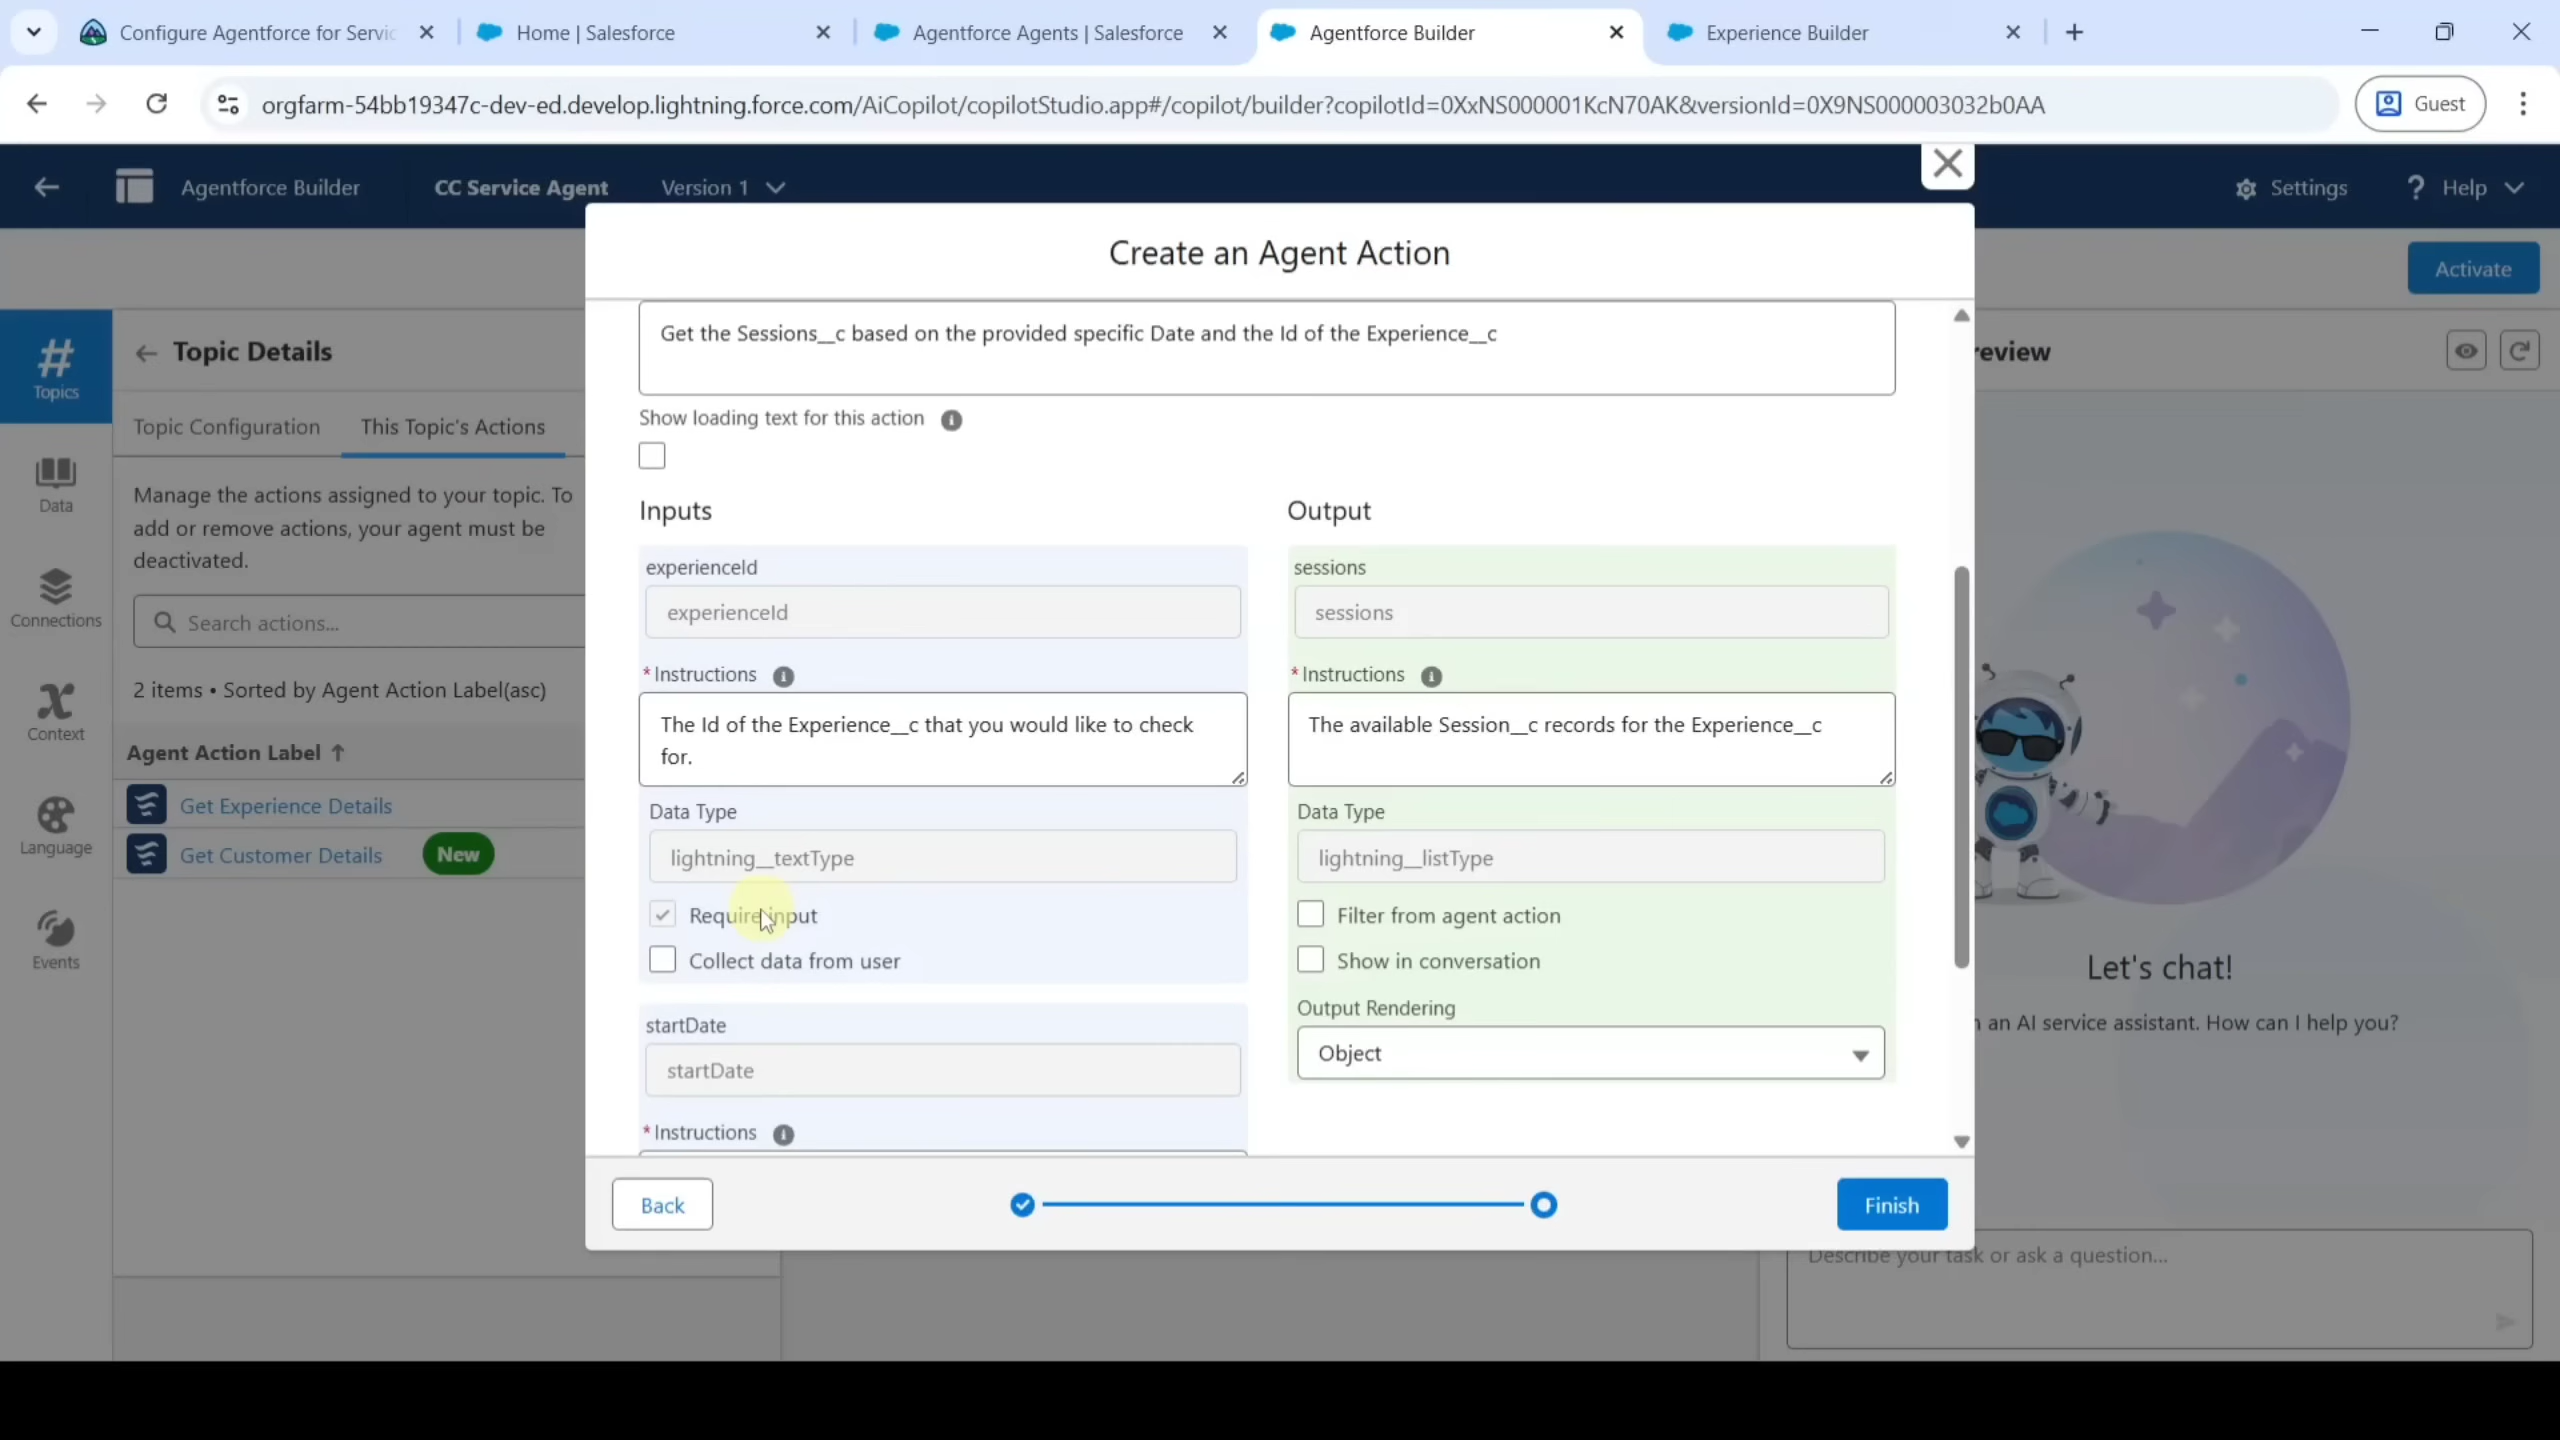 Configure Agentforce for Servic
Home | Salesforce
Agentforce Agents | Salesforce
Agentforce Builder
Experience Builder
orgfarm-54bb19347c-dev-ed.develop.lightning.force.com/AiCopilot/copilotStudio.app#/copilot/builder?copilotId=0XxNS000001KcN70AK&versionId=0X9NS000003032b0AA
Guest
Agentforce Builder
CC Service Agent
Version 1
Settings
Help
Activate
Create an Agent Action
Topics
Data
Connections
Context
Language
Events
Topic Details
Topic Configuration
This Topic's Actions
Manage the actions assigned to your topic. To
add or remove actions, your agent must be
deactivated.
Search actions...
2 items • Sorted by Agent Action Label(asc)
Agent Action Label
Get Experience Details
Get Customer Details
New
Get the Sessions__c based on the provided specific Date and the Id of the Experience__c
Show loading text for this action
Inputs
experienceId
experienceId
*Instructions
The Id of the Experience__c that you would like to check
for.
Data Type
lightning__textType
Require input
Collect data from user
startDate
startDate
*Instructions
Output
sessions
sessions
*Instructions
The available Session__c records for the Experience__c
Data Type
lightning__listType
Filter from agent action
Show in conversation
Output Rendering
Object
Back
Finish
review
Let's chat!
an AI service assistant. How can I help you?
Describe your task or ask a question...